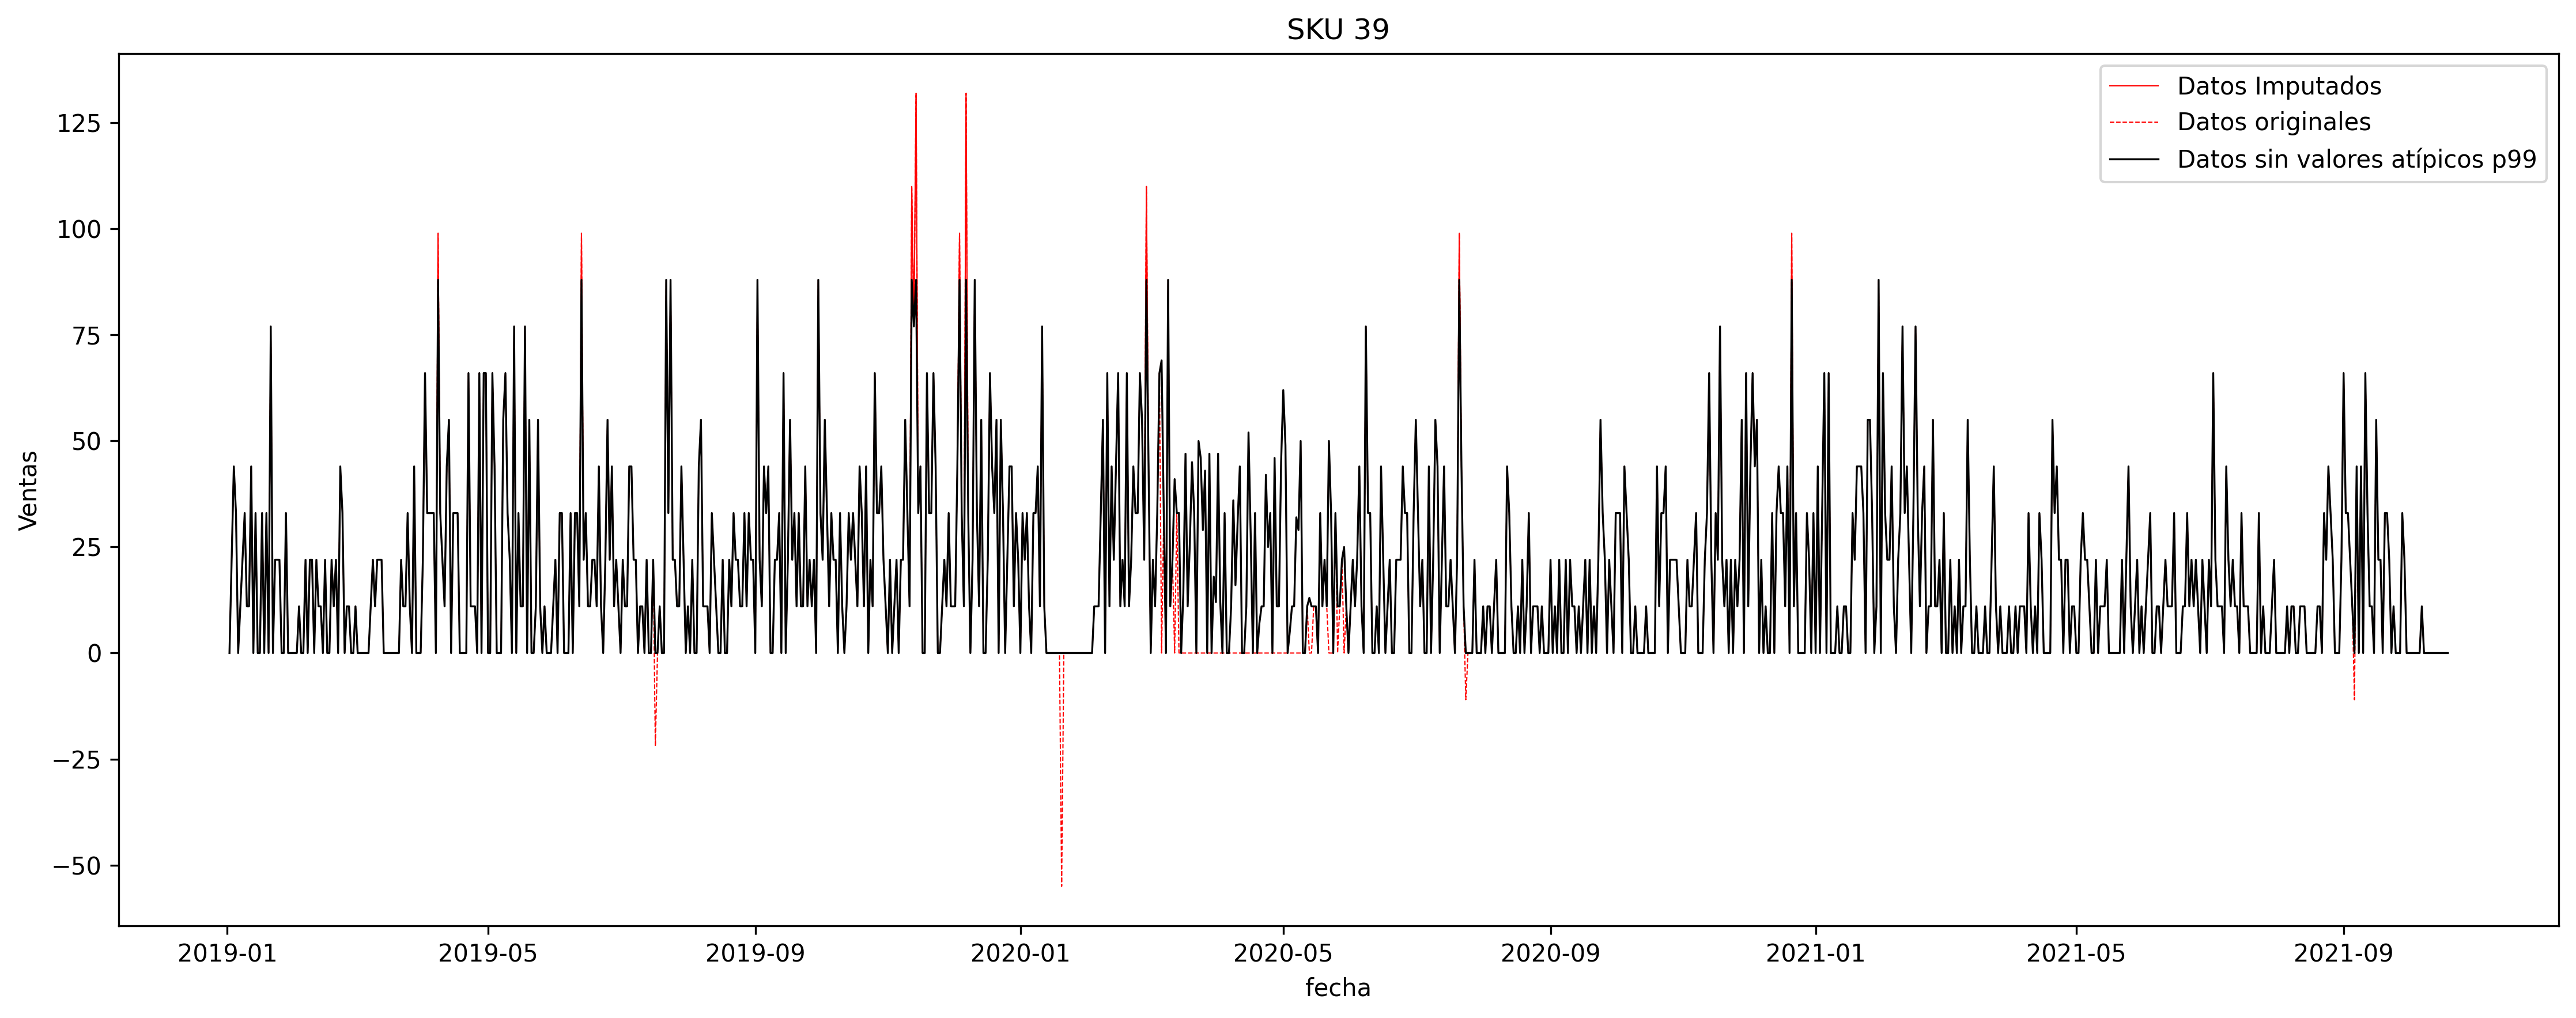 SKU 39
Datos Imputados
Datos originales
Datos sin valores atípicos p99
125
100
75
50
25
0
−25
−50
Ventas
2019-01 2019-05 2019-09 2020-01 2020-05 2020-09 2021-01 2021-05 2021-09
fecha